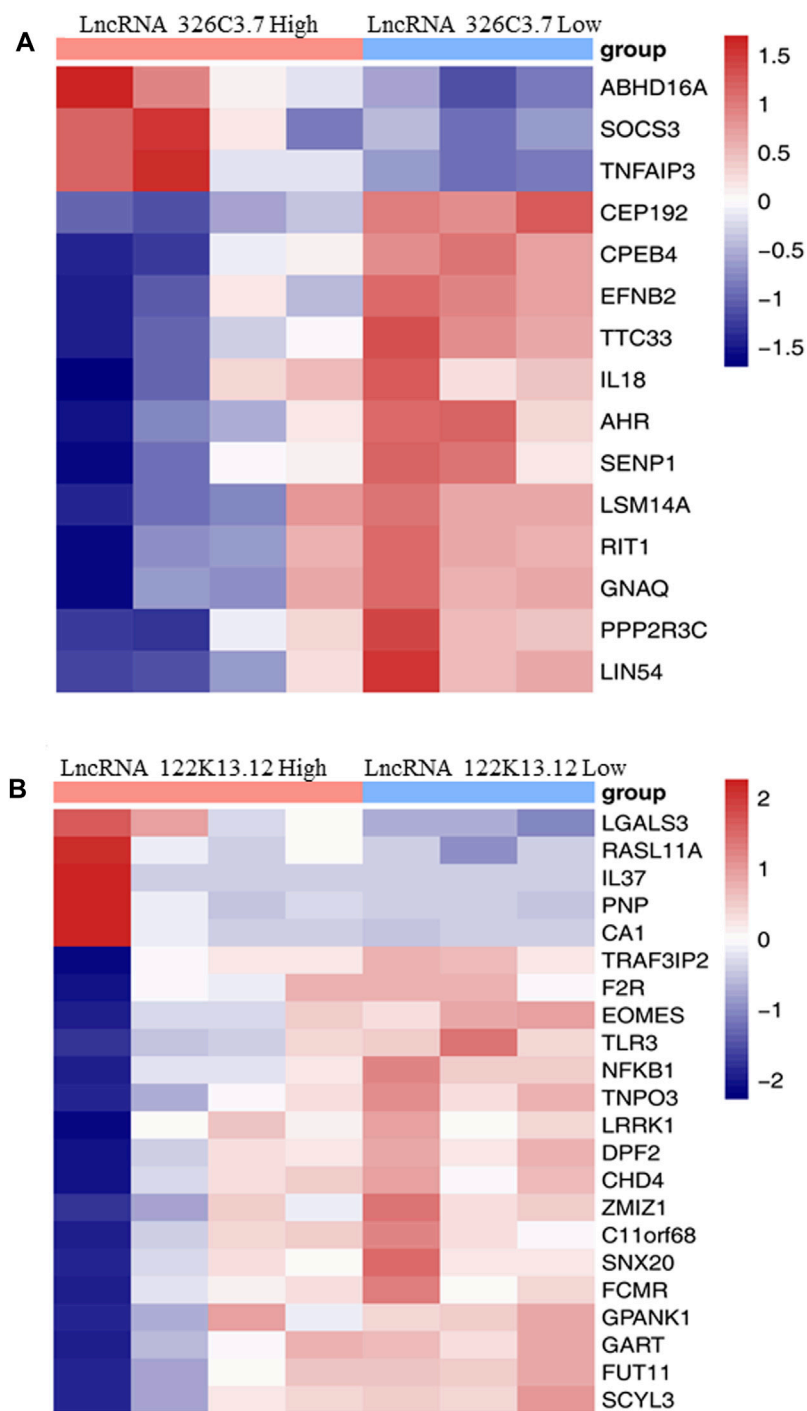 A
LncRNA 326C3.7 High LncRNA 326C3.7 Low
group
ABHD16A
SOCS3
TNFAIP3
CEP192
CPEB4
EFNB2
TTC33
IL18
AHR
SENP1
LSM14A
RIT1
GNAQ
PPP2R3C
LIN54
1.5
1
0.5
0
−0.5
−1
−1.5
B
LncRNA 122K13.12 High LncRNA 122K13.12 Low
group
LGALS3
RASL11A
IL37
PNP
CA1
TRAF3IP2
F2R
EOMES
TLR3
NFKB1
TNPO3
LRRK1
DPF2
CHD4
ZMIZ1
C11orf68
SNX20
FCMR
GPANK1
GART
FUT11
SCYL3
2
1
0
−1
−2